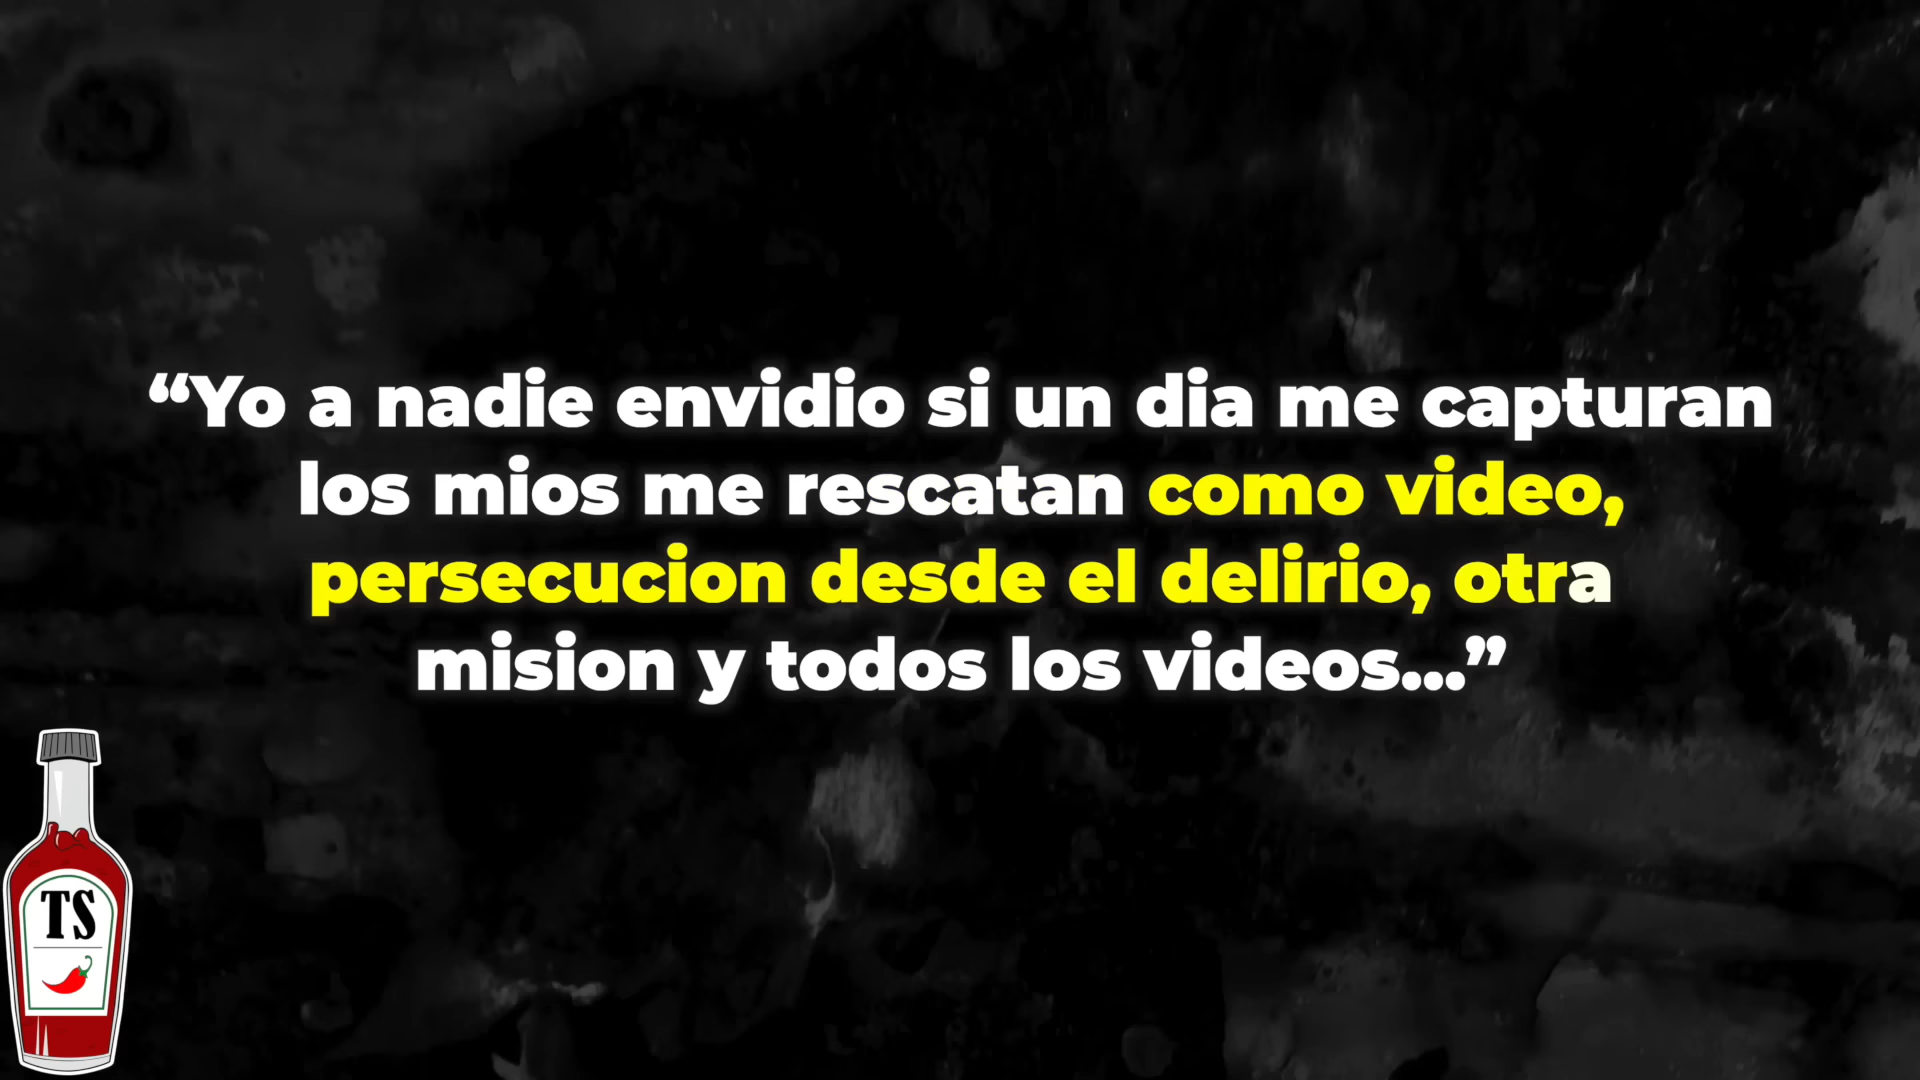 “Yo a nadie envidio si un dia me capturan
los mios me rescatan como video,
persecucion desde el delirio, otra
mision y todos los videos...”
TS